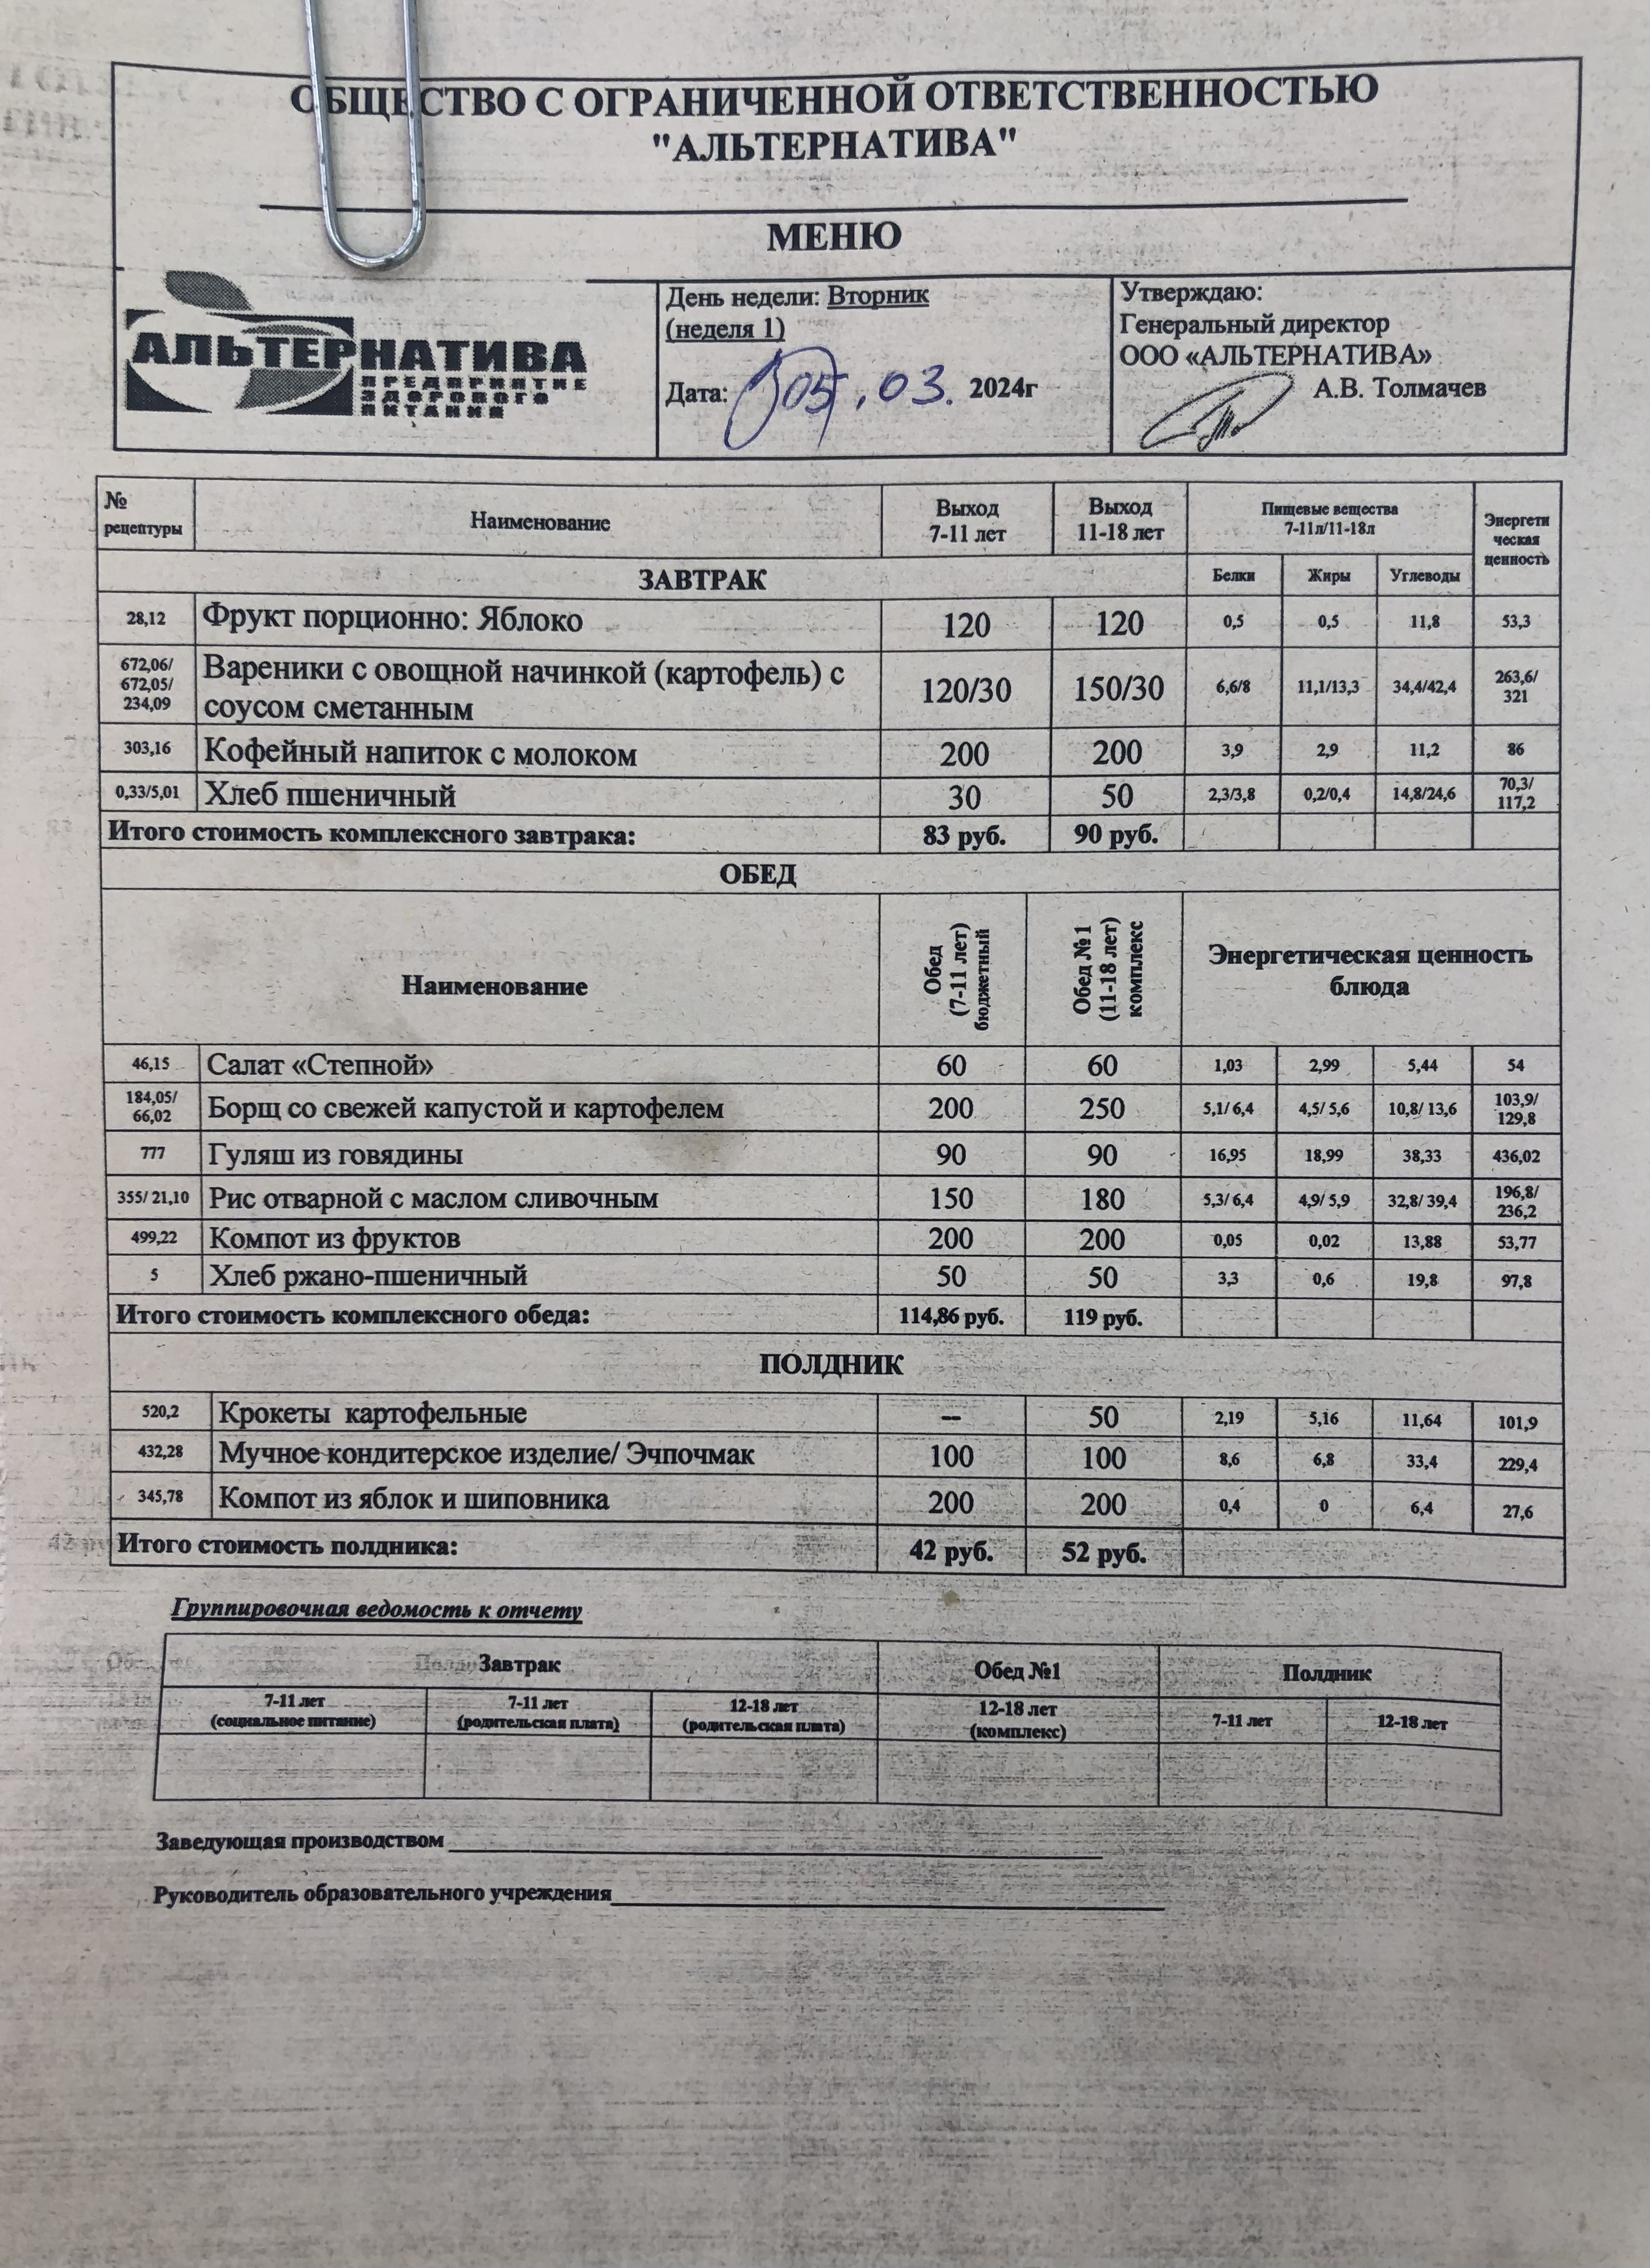 ОБЩЕСТВО С ОГРАНИЧЕННОЙ ОТВЕТСТВЕННОСТЬЮ
"АЛЬТЕРНАТИВА"
МЕНЮ
АЛЬТЕРНАТИВА
ПРЕДПРИЯТИЕ
ЗДОРОВОГО
ПИТАНИЯ
День недели: Вторник
(неделя 1)
Дата: 05.03. 2024г
Утверждаю:
Генеральный директор
ООО «АЛЬТЕРНАТИВА»
А.В. Толмачев
№ рецептуры Наименование Выход 7-11 лет Выход 11-18 лет Пищевые вещества 7-11л/11-18л Энергети ческая ценность
ЗАВТРАК Белки Жиры Углеводы
28,12 Фрукт порционно: Яблоко 120 120 0,5 0,5 11,8 53,3
672,06/ 672,05/ 234,09 Вареники с овощной начинкой (картофель) с соусом сметанным 120/30 150/30 6,6/8 11,1/13,3 34,4/42,4 263,6/ 321
303,16 Кофейный напиток с молоком 200 200 3,9 2,9 11,2 86
0,33/5,01 Хлеб пшеничный 30 50 2,3/3,8 0,2/0,4 14,8/24,6 70,3/ 117,2
Итого стоимость комплексного завтрака: 83 руб. 90 руб.
ОБЕД
Наименование Обед (7-11 лет) бюджетный Обед №1 (11-18 лет) комплекс Энергетическая ценность блюда
46,15 Салат «Степной» 60 60 1,03 2,99 5,44 54
184,05/ 66,02 Борщ со свежей капустой и картофелем 200 250 5,1/ 6,4 4,5/ 5,6 10,8/ 13,6 103,9/ 129,8
777 Гуляш из говядины 90 90 16,95 18,99 38,33 436,02
355/ 21,10 Рис отварной с маслом сливочным 150 180 5,3/ 6,4 4,9/ 5,9 32,8/ 39,4 196,8/ 236,2
499,22 Компот из фруктов 200 200 0,05 0,02 13,88 53,77
5 Хлеб ржано-пшеничный 50 50 3,3 0,6 19,8 97,8
Итого стоимость комплексного обеда: 114,86 руб. 119 руб.
ПОЛДНИК
520,2 Крокеты картофельные -- 50 2,19 5,16 11,64 101,9
432,28 Мучное кондитерское изделие/ Эчпочмак 100 100 8,6 6,8 33,4 229,4
345,78 Компот из яблок и шиповника 200 200 0,4 0 6,4 27,6
Итого стоимость полдника: 42 руб. 52 руб.
Группировочная ведомость к отчету
Завтрак Обед №1 Полдник
7-11 лет (социальное питание) 7-11 лет (родительская плата) 12-18 лет (родительская плата) 12-18 лет (комплекс) 7-11 лет 12-18 лет
Заведующая производством
Руководитель образовательного учреждения